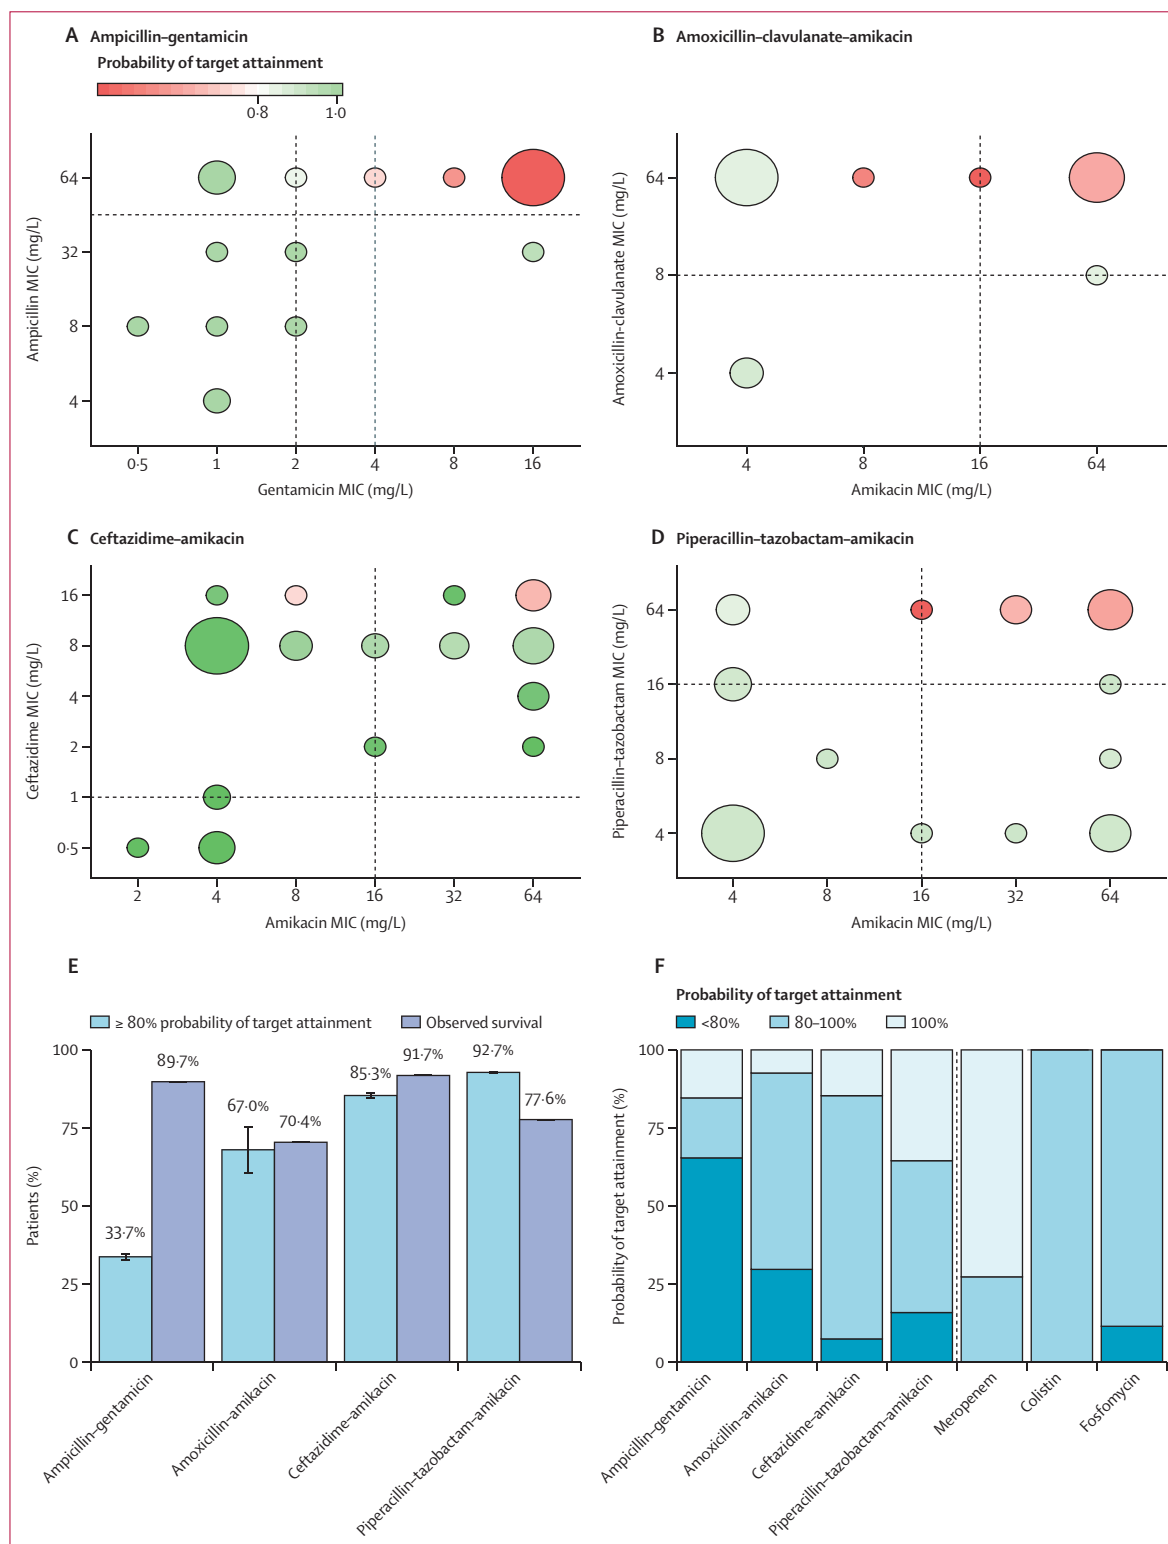 A Ampicillin–gentamicin
Probability of target attainment
0·8 1·0
Ampicillin MIC (mg/L)
64
32
8
4
0·5 1 2 4 8 16
Gentamicin MIC (mg/L)
B Amoxicillin–clavulanate–amikacin
Amoxicillin-clavulanate MIC (mg/L)
64
8
4
4 8 16 64
Amikacin MIC (mg/L)
C Ceftazidime–amikacin
Ceftazidime MIC (mg/L)
16
8
4
2
1
0·5
2 4 8 16 32 64
Amikacin MIC (mg/L)
D Piperacillin–tazobactam–amikacin
Piperacillin–tazobactam MIC (mg/L)
64
16
8
4
4 8 16 32 64
Amikacin MIC (mg/L)
E
≥ 80% probability of target attainment Observed survival
Patients (%)
100
75
50
25
0
33·7% 89·7% 67·0% 70·4% 85·3% 91·7% 92·7% 77·6%
Ampicillin–gentamicin
Amoxicillin–amikacin
Ceftazidime–amikacin
Piperacillin–tazobactam–amikacin
F
Probability of target attainment
<80% 80–100% 100%
Probability of target attainment (%)
100
75
50
25
0
Ampicillin–gentamicin
Amoxicillin–amikacin
Ceftazidime–amikacin
Piperacillin–tazobactam–amikacin
Meropenem
Colistin
Fosfomycin